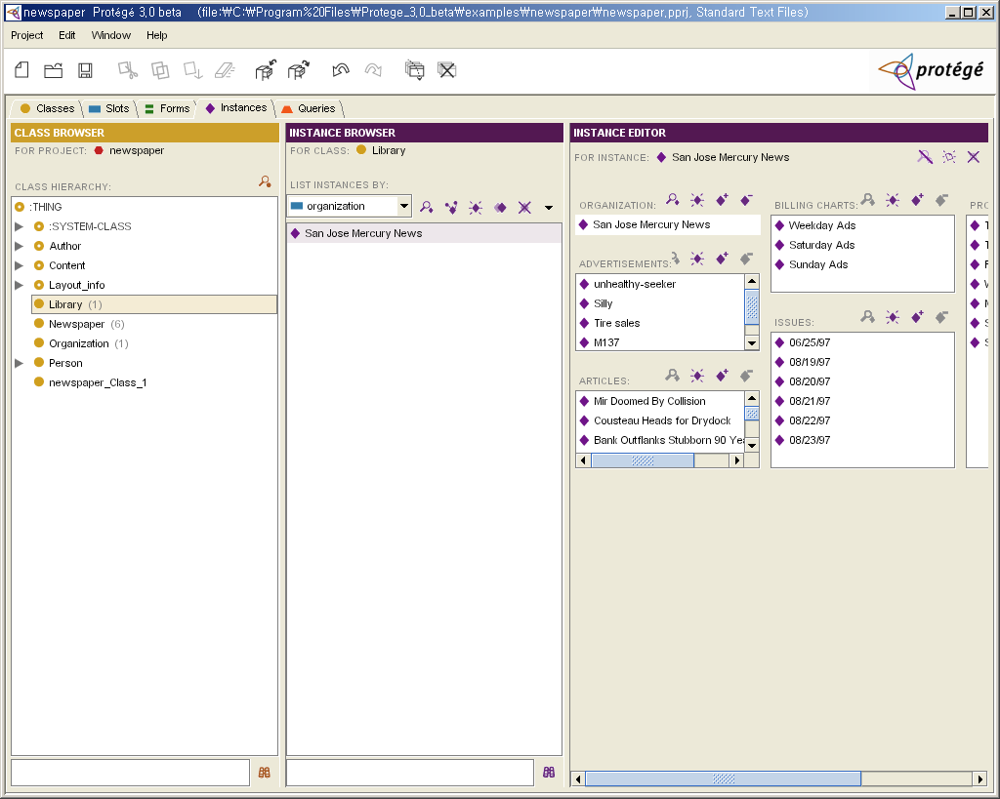 newspaper Protégé 3,0 beta (file:₩C:₩Program%20Files₩Protege_3,0_beta₩examples₩newspaper₩newspaper,pprj, Standard Text Files)
Project Edit Window Help
protégé
Classes Slots Forms Instances Queries
CLASS BROWSER
FOR PROJECT: newspaper
CLASS HIERARCHY:
:THING
:SYSTEM-CLASS
Author
Content
Layout_info
Library (1)
Newspaper (6)
Organization (1)
Person
newspaper_Class_1
INSTANCE BROWSER
FOR CLASS: Library
LIST INSTANCES BY:
organization
San Jose Mercury News
INSTANCE EDITOR
FOR INSTANCE: San Jose Mercury News
ORGANIZATION:
San Jose Mercury News
ADVERTISEMENTS:
unhealthy-seeker
Silly
Tire sales
M137
ARTICLES:
Mir Doomed By Collision
Cousteau Heads for Drydock
Bank Outflanks Stubborn 90 Yea
BILLING CHARTS:
Weekday Ads
Saturday Ads
Sunday Ads
ISSUES:
06/25/97
08/19/97
08/20/97
08/21/97
08/22/97
08/23/97